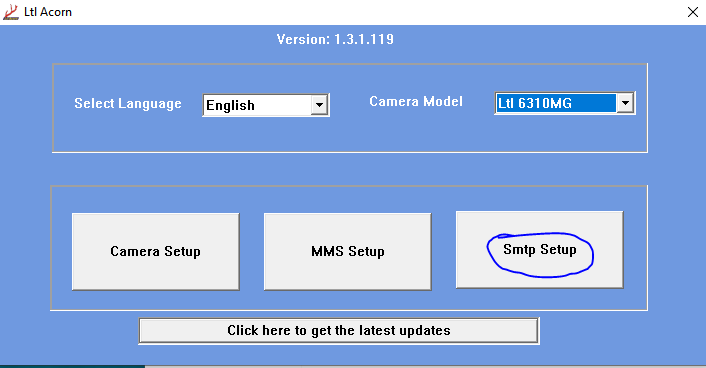 Ltl Acorn
Version: 1.3.1.119
Select Language English Camera Model Ltl 6310MG
Camera Setup MMS Setup Smtp Setup
Click here to get the latest updates